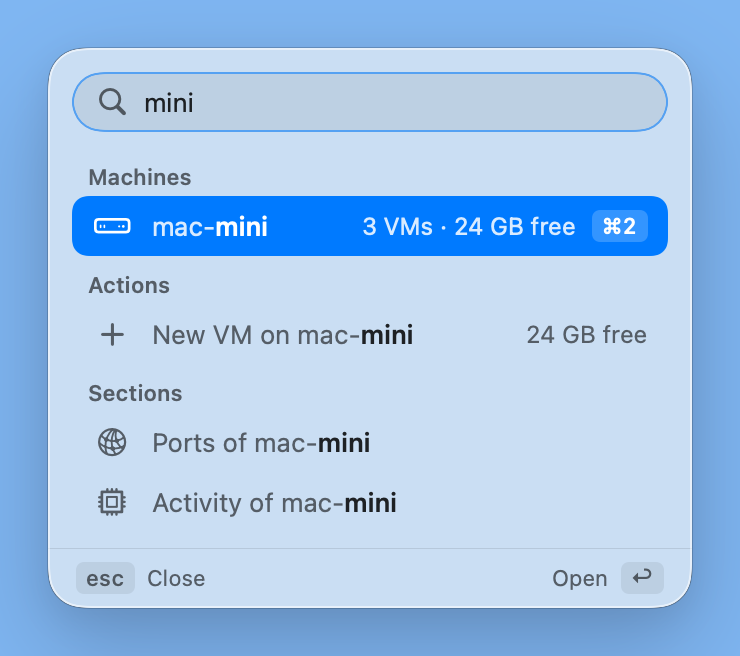 mini
Machines
mac-mini 3 VMs · 24 GB free ⌘2
Actions
New VM on mac-mini 24 GB free
Sections
Ports of mac-mini
Activity of mac-mini
esc Close Open